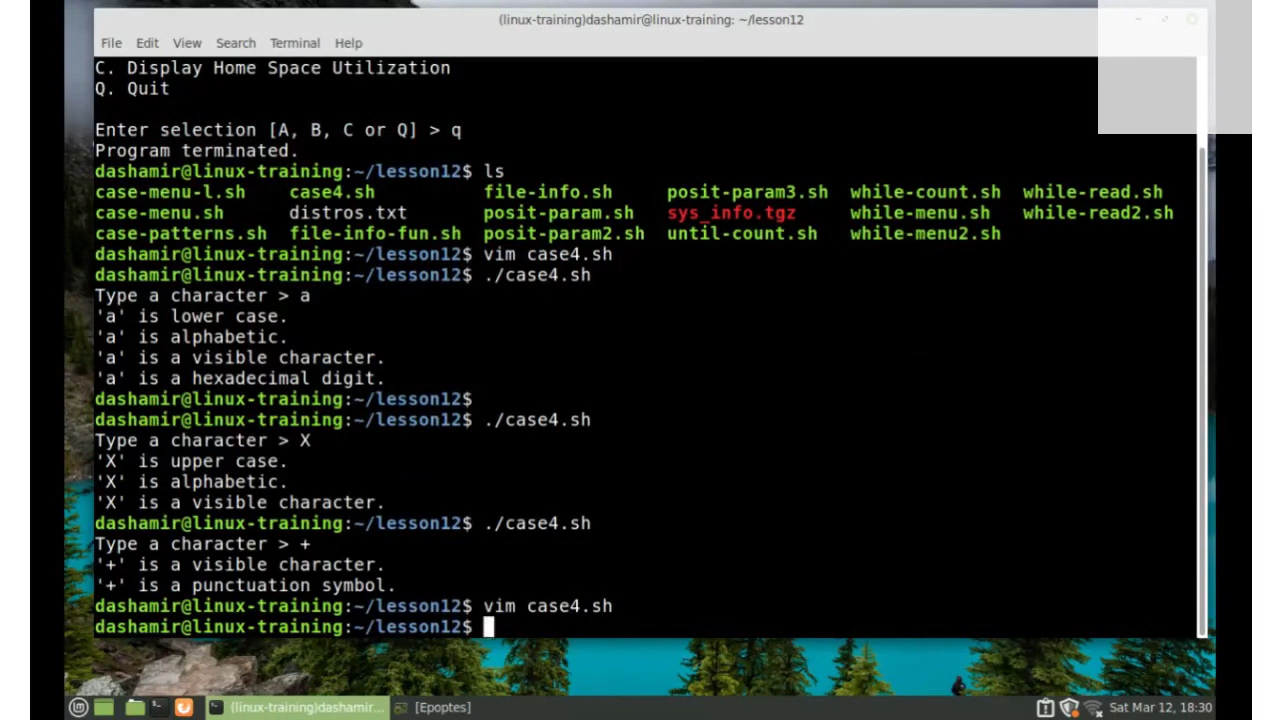 (linux-training)dashamir@linux-training: ~/lesson12
File Edit View Search Terminal Help
C. Display Home Space Utilization
Q. Quit
Enter selection [A, B, C or Q] > q
Program terminated.
dashamir@linux-training:~/lesson12$ ls
case-menu-l.sh case4.sh file-info.sh posit-param3.sh while-count.sh while-read.sh
case-menu.sh distros.txt posit-param.sh sys_info.tgz while-menu.sh while-read2.sh
case-patterns.sh file-info-fun.sh posit-param2.sh until-count.sh while-menu2.sh
dashamir@linux-training:~/lesson12$ vim case4.sh
dashamir@linux-training:~/lesson12$ ./case4.sh
Type a character > a
'a' is lower case.
'a' is alphabetic.
'a' is a visible character.
'a' is a hexadecimal digit.
dashamir@linux-training:~/lesson12$
dashamir@linux-training:~/lesson12$ ./case4.sh
Type a character > X
'X' is upper case.
'X' is alphabetic.
'X' is a visible character.
dashamir@linux-training:~/lesson12$ ./case4.sh
Type a character > +
'+' is a visible character.
'+' is a punctuation symbol.
dashamir@linux-training:~/lesson12$ vim case4.sh
dashamir@linux-training:~/lesson12$
(linux-training)dashamir... [Epoptes] Sat Mar 12, 18:30